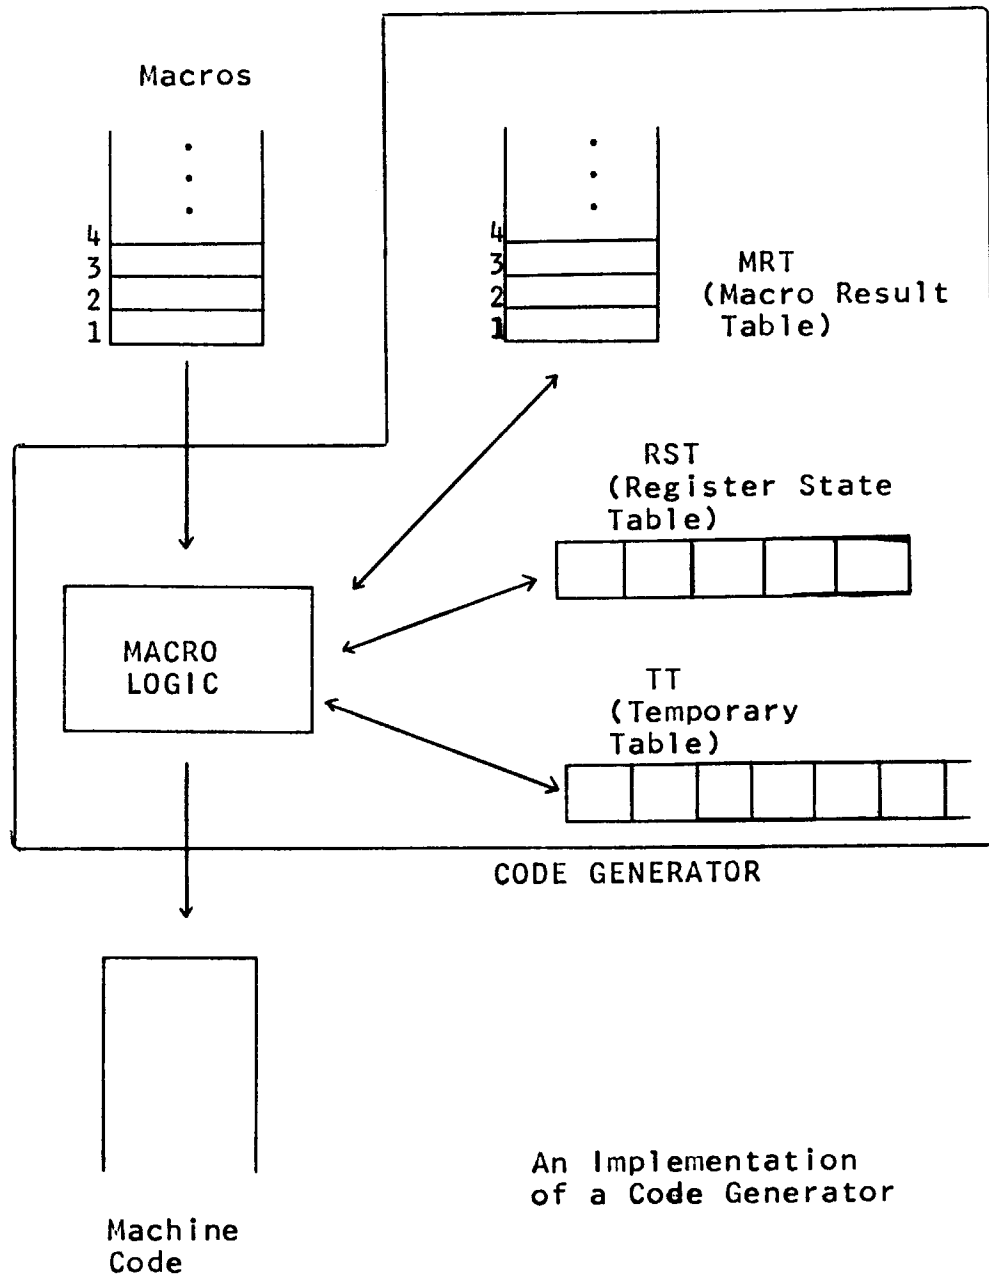 Macros
4
3
2
1
4
3
2
1
MRT
(Macro Result
Table)
RST
(Register State
Table)
MACRO
LOGIC
TT
(Temporary
Table)
CODE GENERATOR
An Implementation
of a Code Generator
Machine
Code